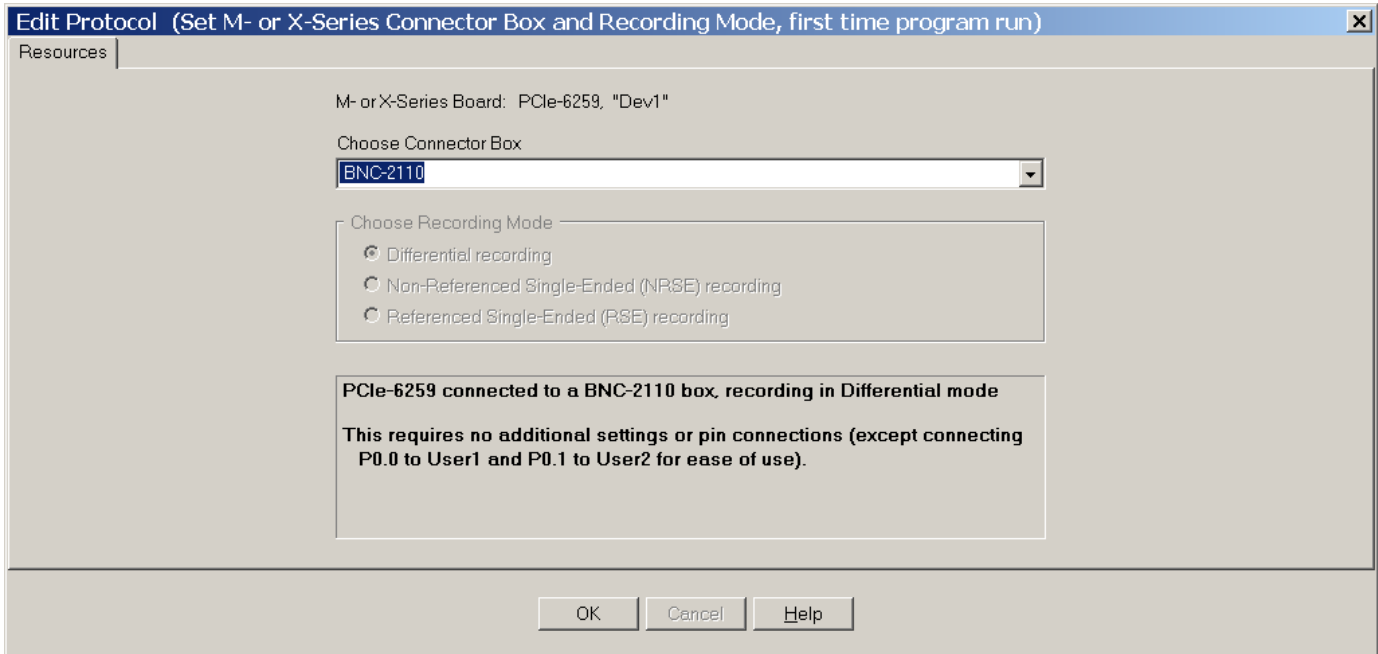 Edit Protocol (Set M- or X-Series Connector Box and Recording Mode, first time program run)
Resources
M- or X-Series Board: PCIe-6259, "Dev1"
Choose Connector Box
BNC-2110
Choose Recording Mode
Differential recording
Non-Referenced Single-Ended (NRSE) recording
Referenced Single-Ended (RSE) recording
PCIe-6259 connected to a BNC-2110 box, recording in Differential mode
This requires no additional settings or pin connections (except connecting
P0.0 to User1 and P0.1 to User2 for ease of use).
OK Cancel Help